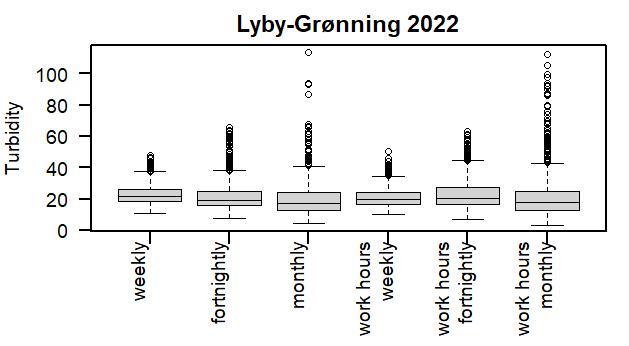 Lyby-Grønning 2022
Turbidity
100
80
60
40
20
0
weekly
fortnightly
monthly
work hours
weekly
work hours
fortnightly
work hours
monthly